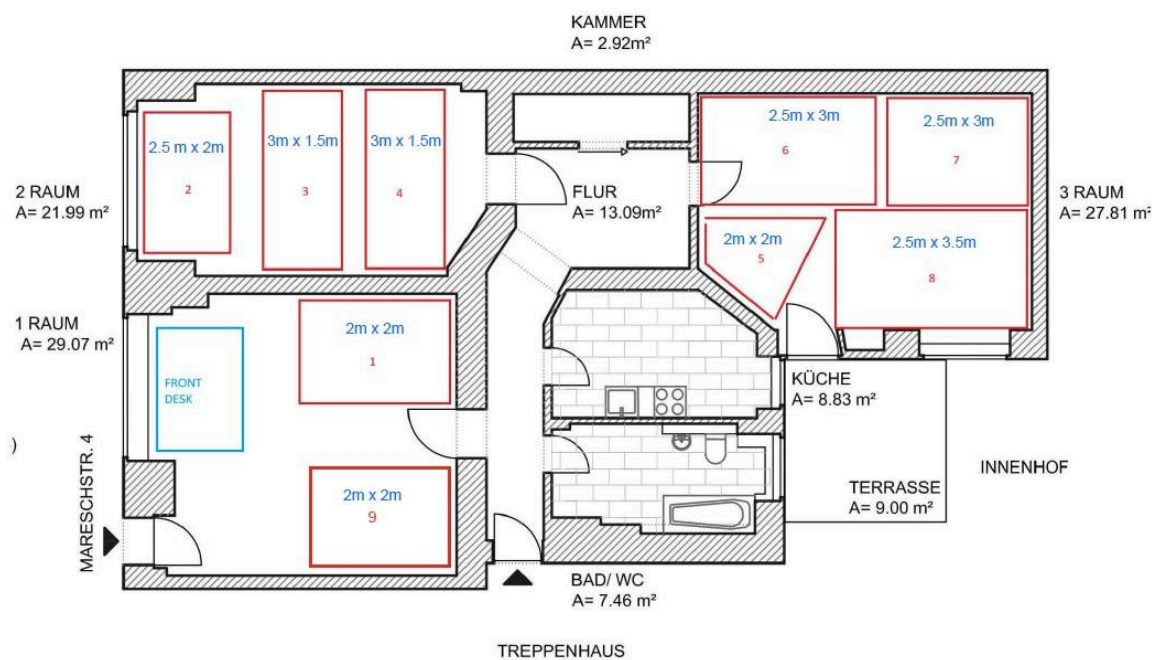 KAMMER
A= 2.92m²
2.5 m x 2m
2
3m x 1.5m
3
3m x 1.5m
4
2.5m x 3m
6
2.5m x 3m
7
2 RAUM
A= 21.99 m²
FLUR
A= 13.09m²
3 RAUM
A= 27.81 m²
2m x 2m
5
2.5m x 3.5m
8
1 RAUM
A= 29.07 m²
2m x 2m
1
FRONT
DESK
KÜCHE
A= 8.83 m²
)
MARESCHSTR. 4
2m x 2m
9
TERRASSE
A= 9.00 m²
INNENHOF
BAD/ WC
A= 7.46 m²
TREPPENHAUS